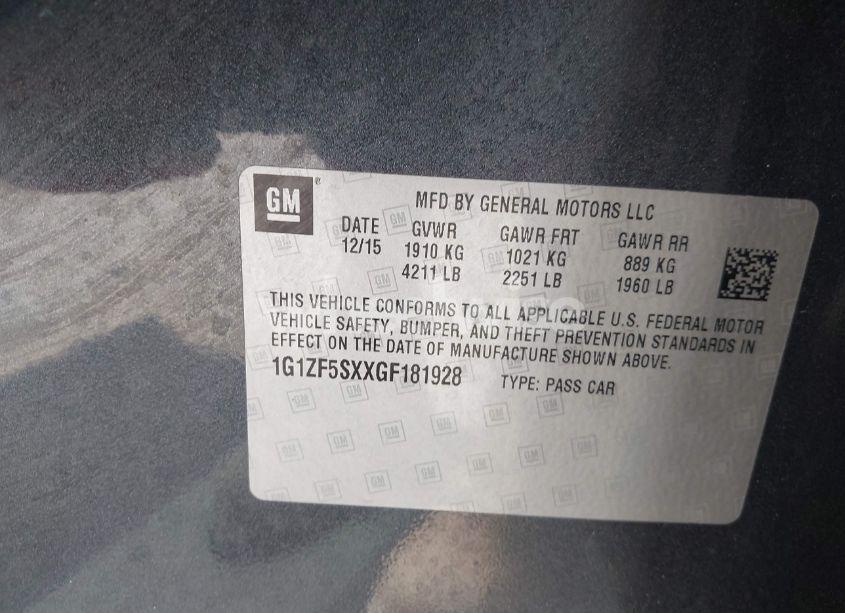 GM
MFD BY GENERAL MOTORS LLC
DATE GVWR GAWR FRT GAWR RR
12/15 1910 KG 1021 KG 889 KG
4211 LB 2251 LB 1960 LB
THIS VEHICLE CONFORMS TO ALL APPLICABLE U.S. FEDERAL MOTOR
VEHICLE SAFETY, BUMPER, AND THEFT PREVENTION STANDARDS IN
EFFECT ON THE DATE OF MANUFACTURE SHOWN ABOVE.
1G1ZF5SXXGF181928 TYPE: PASS CAR